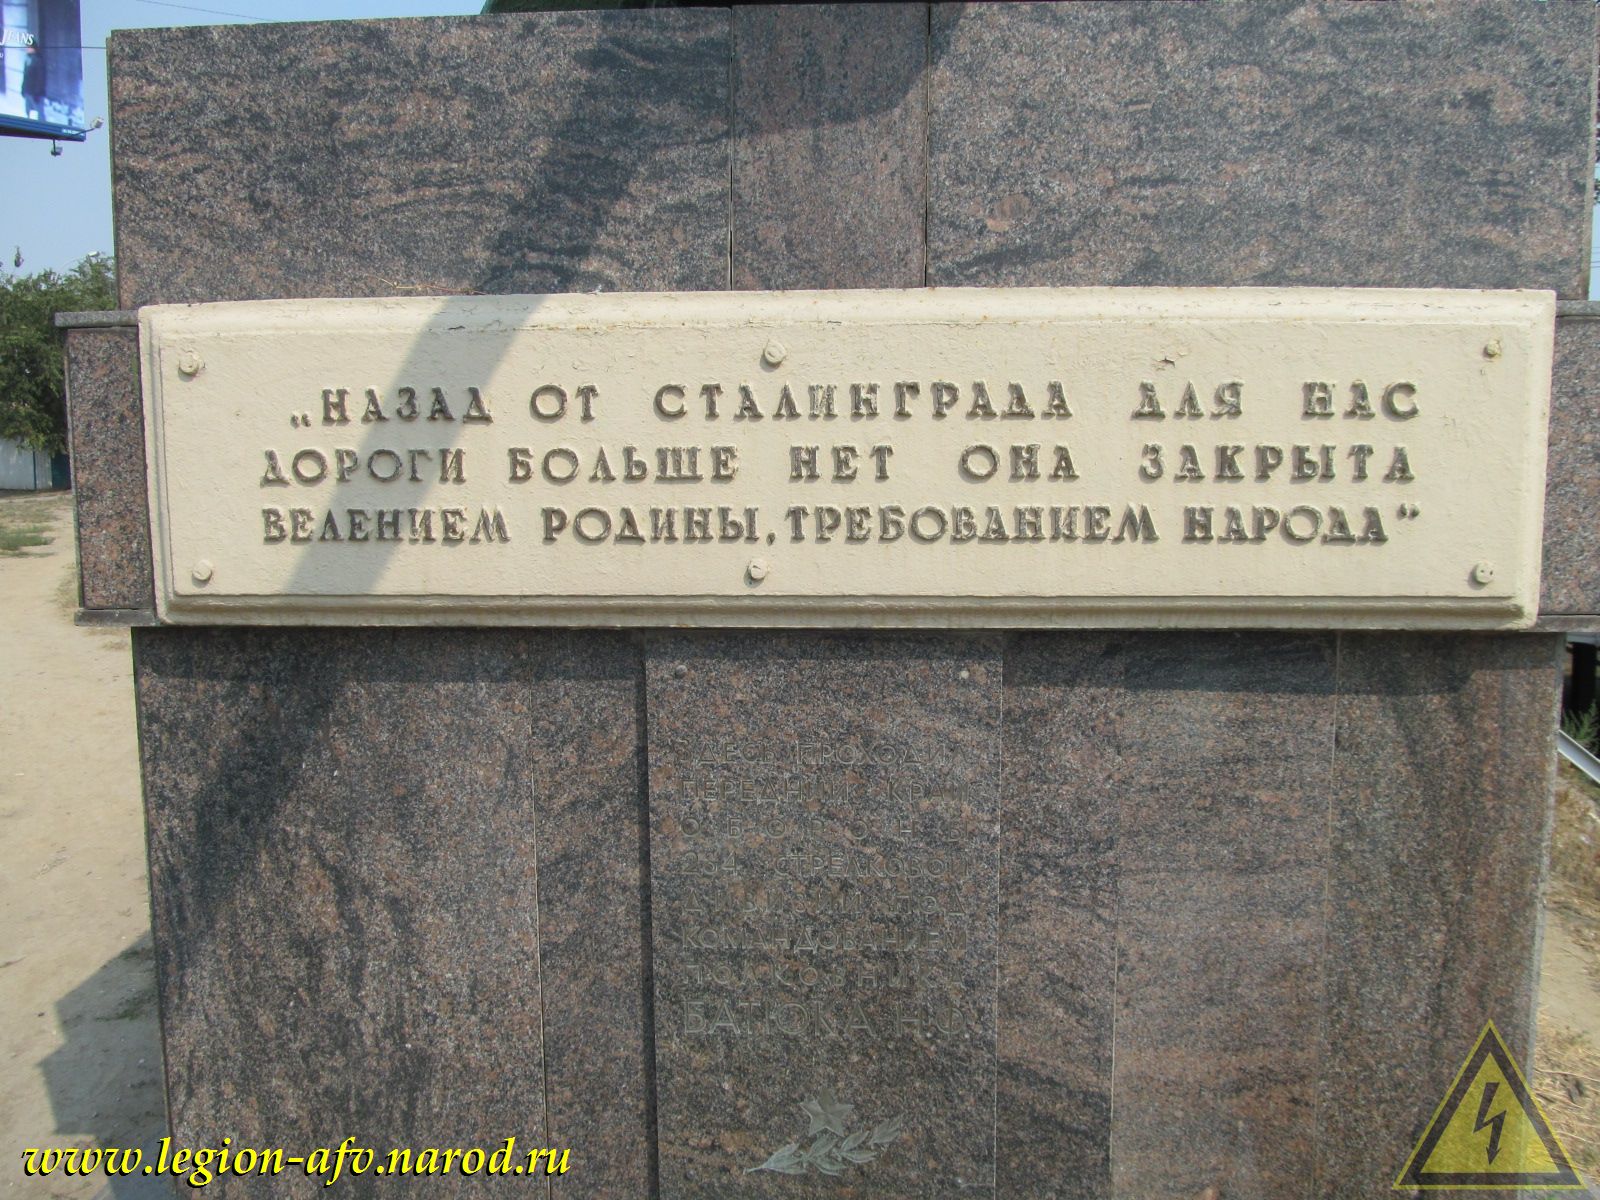 JEANS
„НАЗАД ОТ СТАЛИНГРАДА ДЛЯ НАС
ДОРОГИ БОЛЬШЕ НЕТ ОНА ЗАКРЫТА
ВЕЛЕНИЕМ РОДИНЫ, ТРЕБОВАНИЕМ НАРОДА”
ЗДЕСЬ ПРОХОДИЛ
ПЕРЕДНИЙ КРАЙ
ОБОРОНЫ
284 СТРЕЛКОВОЙ
ДИВИЗИИ ПОД
КОМАНДОВАНИЕМ
ПОЛКОВНИКА
БАТЮКА Н.Ф.
www.legion-afv.narod.ru